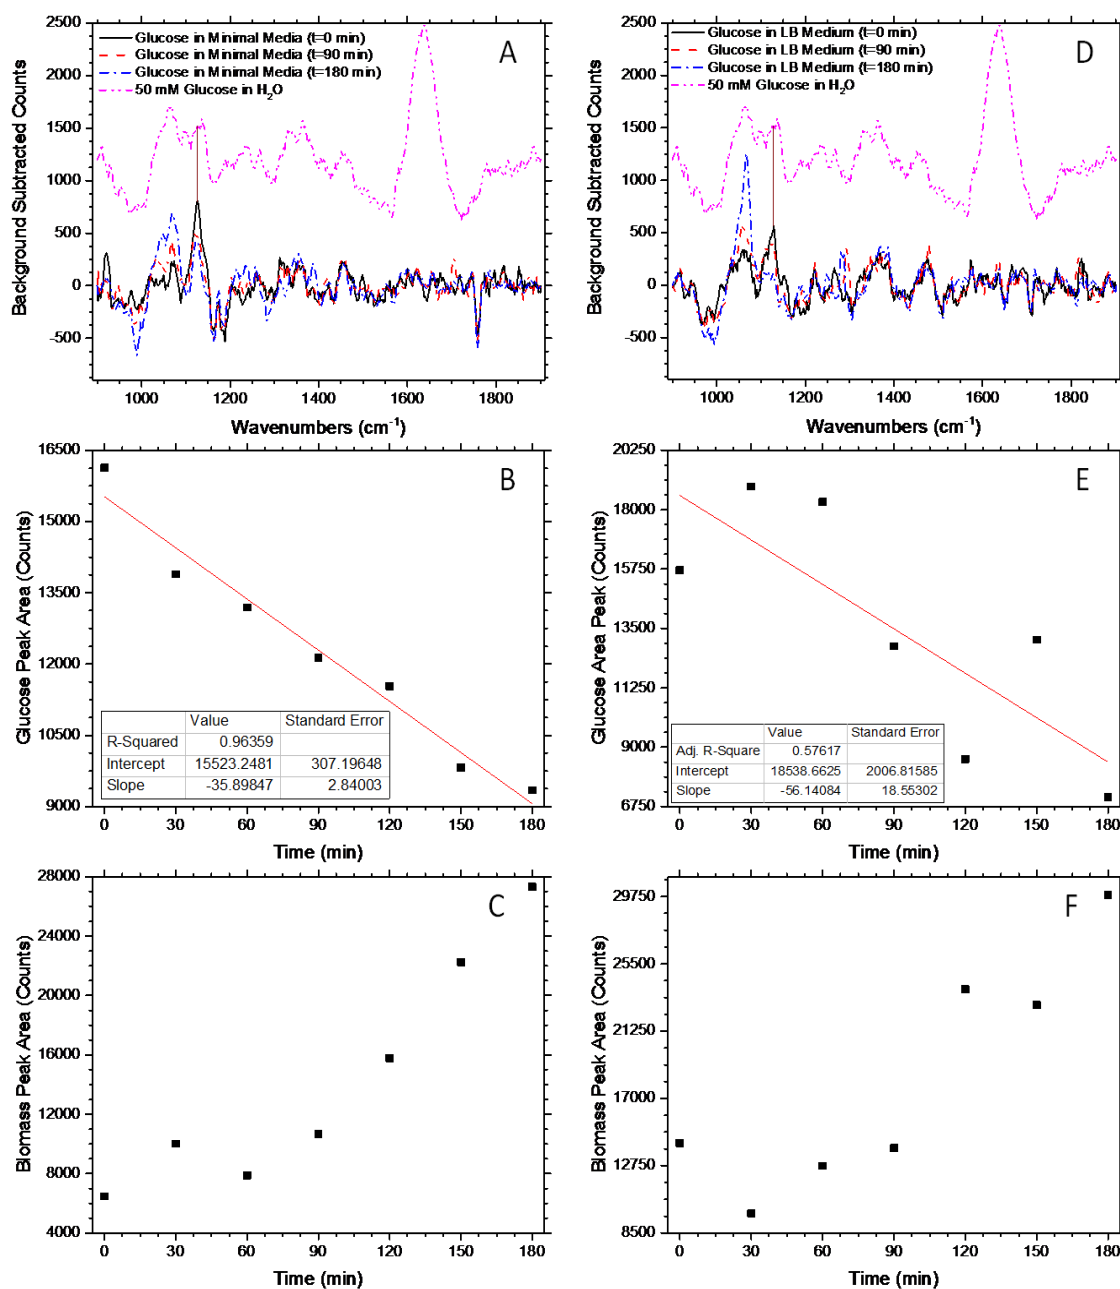 A
Glucose in Minimal Media (t=0 min)
Glucose in Minimal Media (t=90 min)
Glucose in Minimal Media (t=180 min)
50 mM Glucose in H2O
2500
2000
1500
1000
500
0
-500
Background Subtracted Counts
1000 1200 1400 1600 1800
Wavenumbers (cm-1)
D
Glucose in LB Medium (t=0 min)
Glucose in LB Medium (t=90 min)
Glucose in LB Medium (t=180 min)
50 mM Glucose in H2O
2500
2000
1500
1000
500
0
-500
Background Subtracted Counts
1000 1200 1400 1600 1800
Wavenumbers (cm-1)
B
16500
15000
13500
12000
10500
9000
Glucose Peak Area (Counts)
Value Standard Error
R-Squared 0.96359
Intercept 15523.2481 307.19648
Slope -35.89847 2.84003
0 30 60 90 120 150 180
Time (min)
E
20250
18000
15750
13500
11250
9000
6750
Glucose Area Peak (Counts)
Value Standard Error
Adj. R-Square 0.57617
Intercept 18538.6625 2006.81585
Slope -56.14084 18.55302
0 30 60 90 120 150 180
Time (min)
C
28000
24000
20000
16000
12000
8000
4000
Biomass Peak Area (Counts)
0 30 60 90 120 150 180
Time (min)
F
29750
25500
21250
17000
12750
8500
Biomass Peak Area (Counts)
0 30 60 90 120 150 180
Time (min)